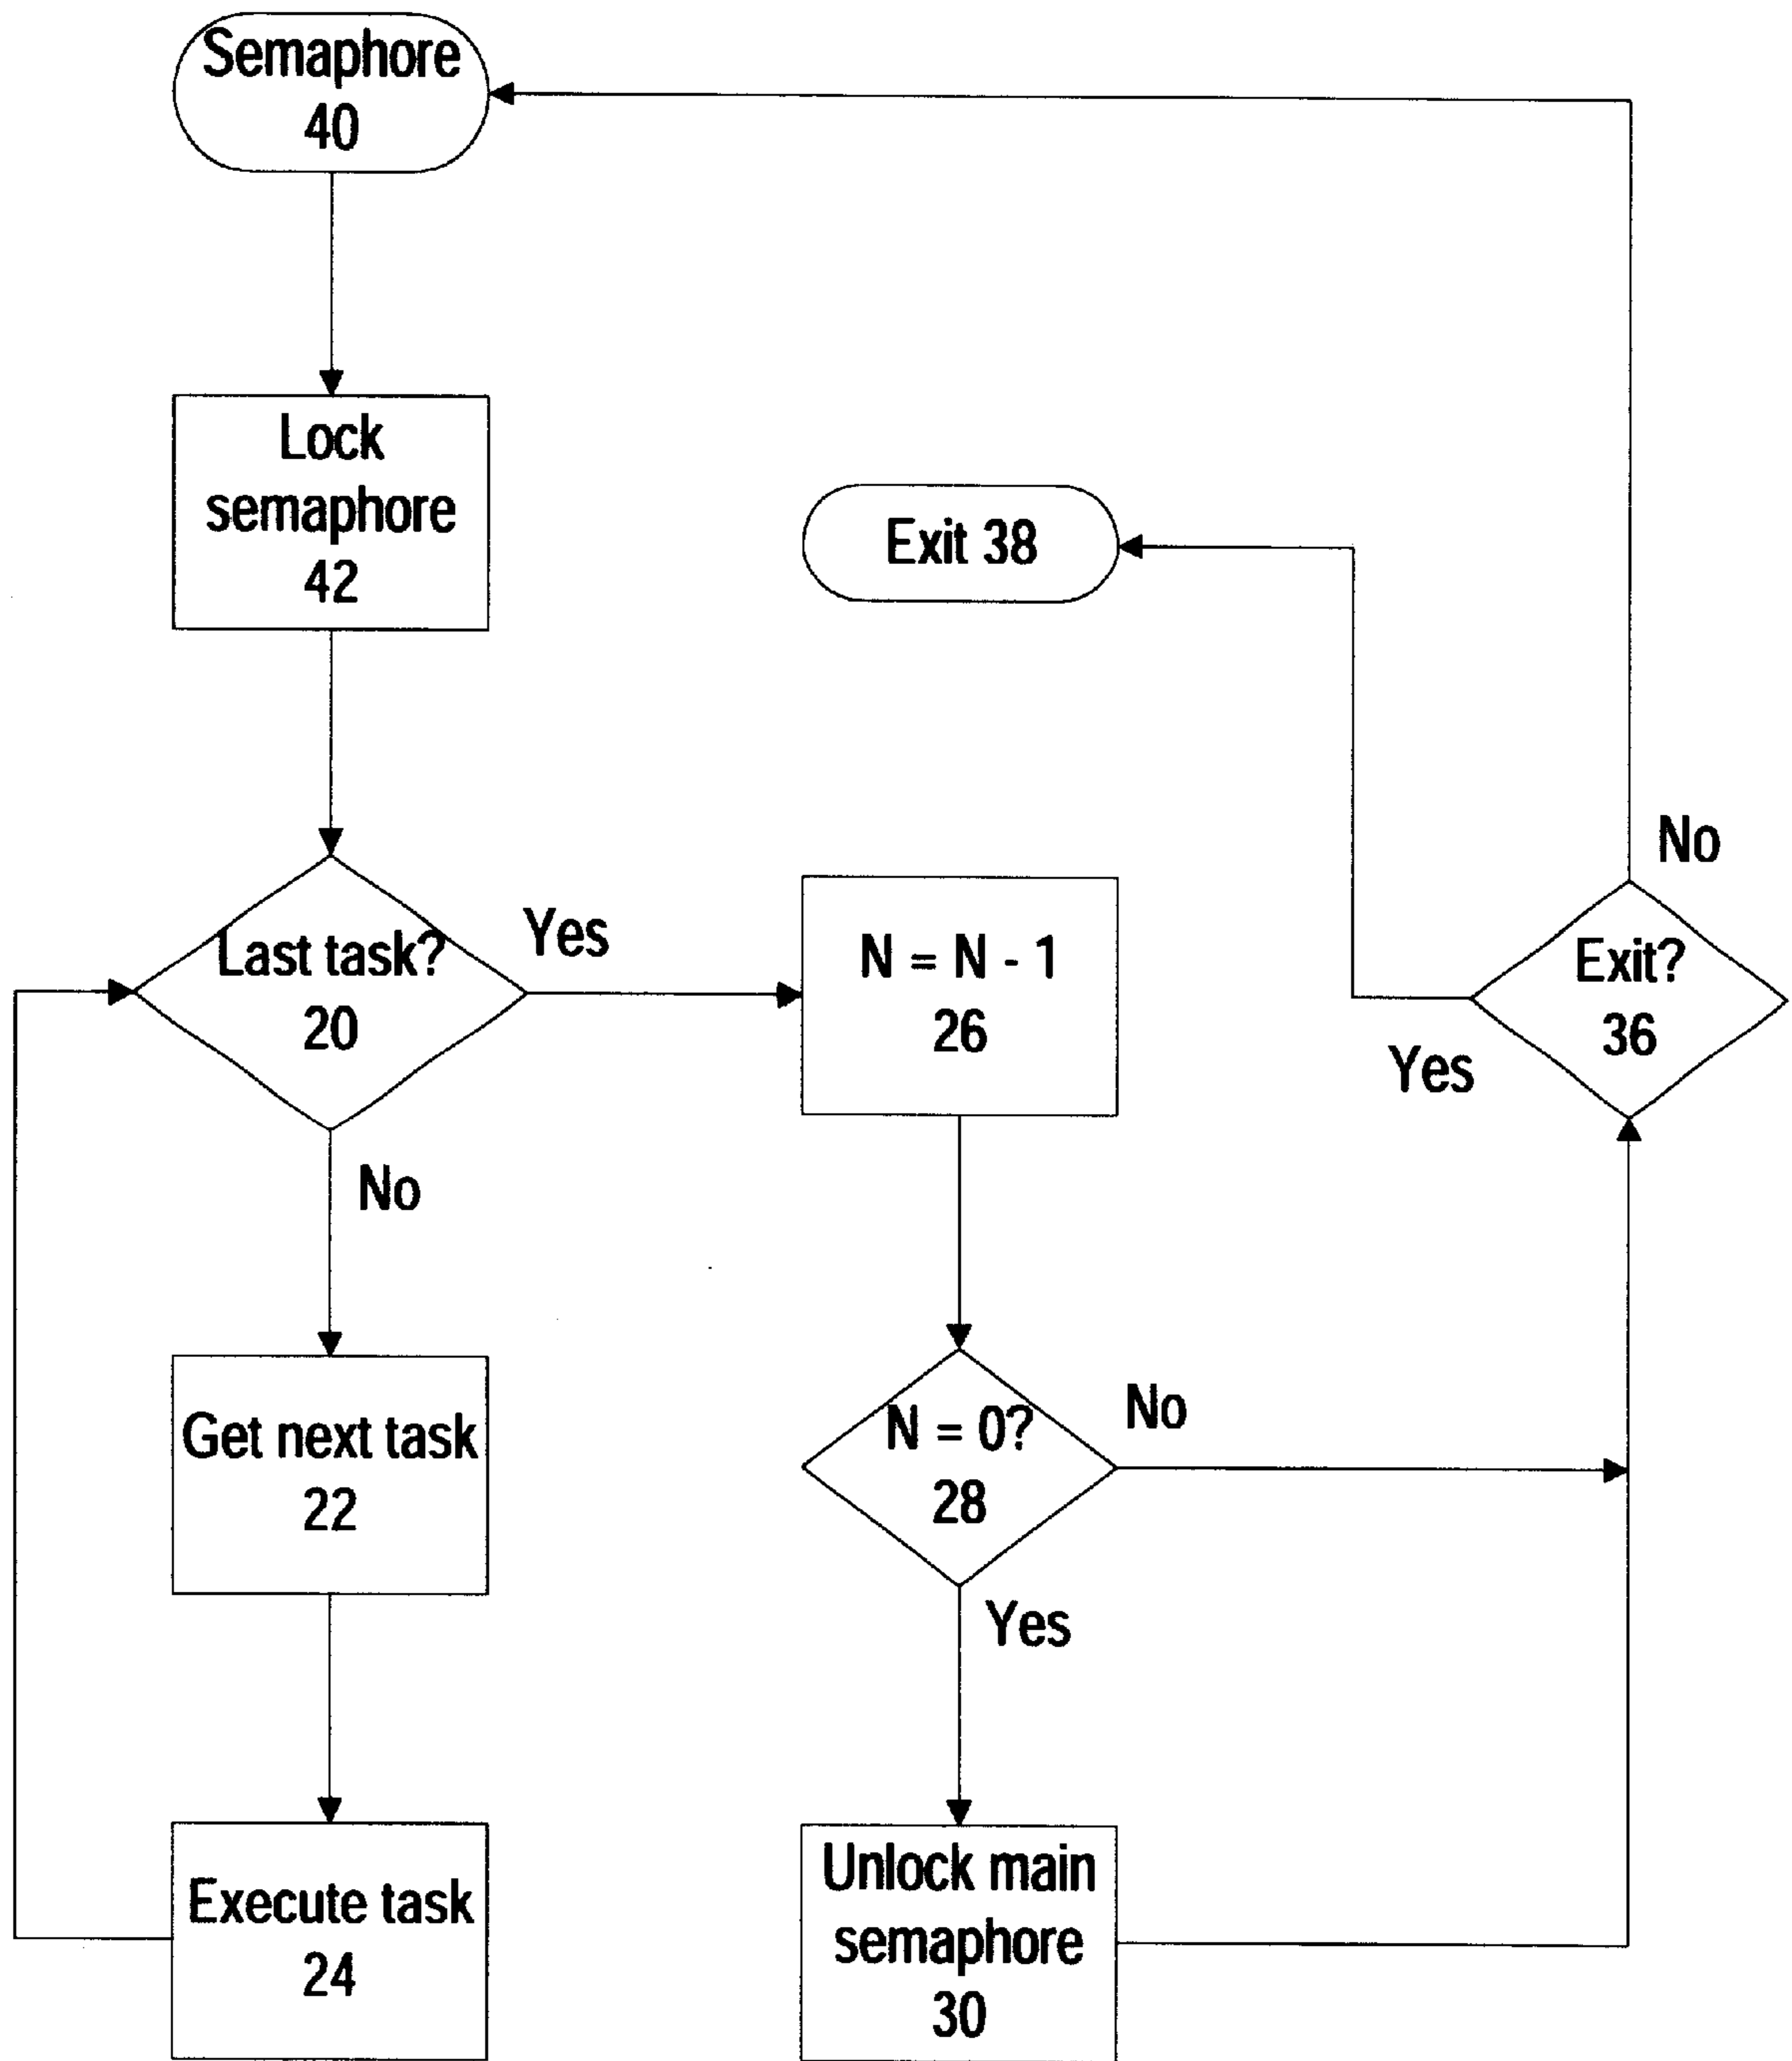 Semaphore
40
Lock
semaphore
42
Exit 38
No
Last task?
20
Yes
N = N - 1
26
Exit?
36
Yes
No
Get next task
22
N = 0?
28
No
Yes
Execute task
24
Unlock main
semaphore
30